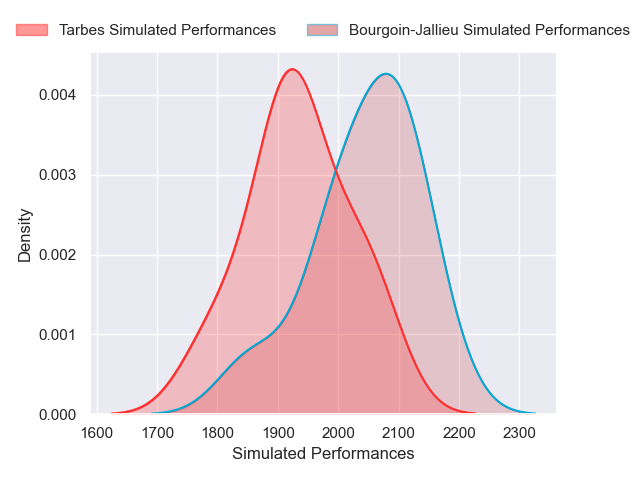 Tarbes Simulated Performances
Bourgoin-Jallieu Simulated Performances
0.004
0.003
0.002
0.001
0.000
Density
1600 1700 1800 1900 2000 2100 2200 2300
Simulated Performances